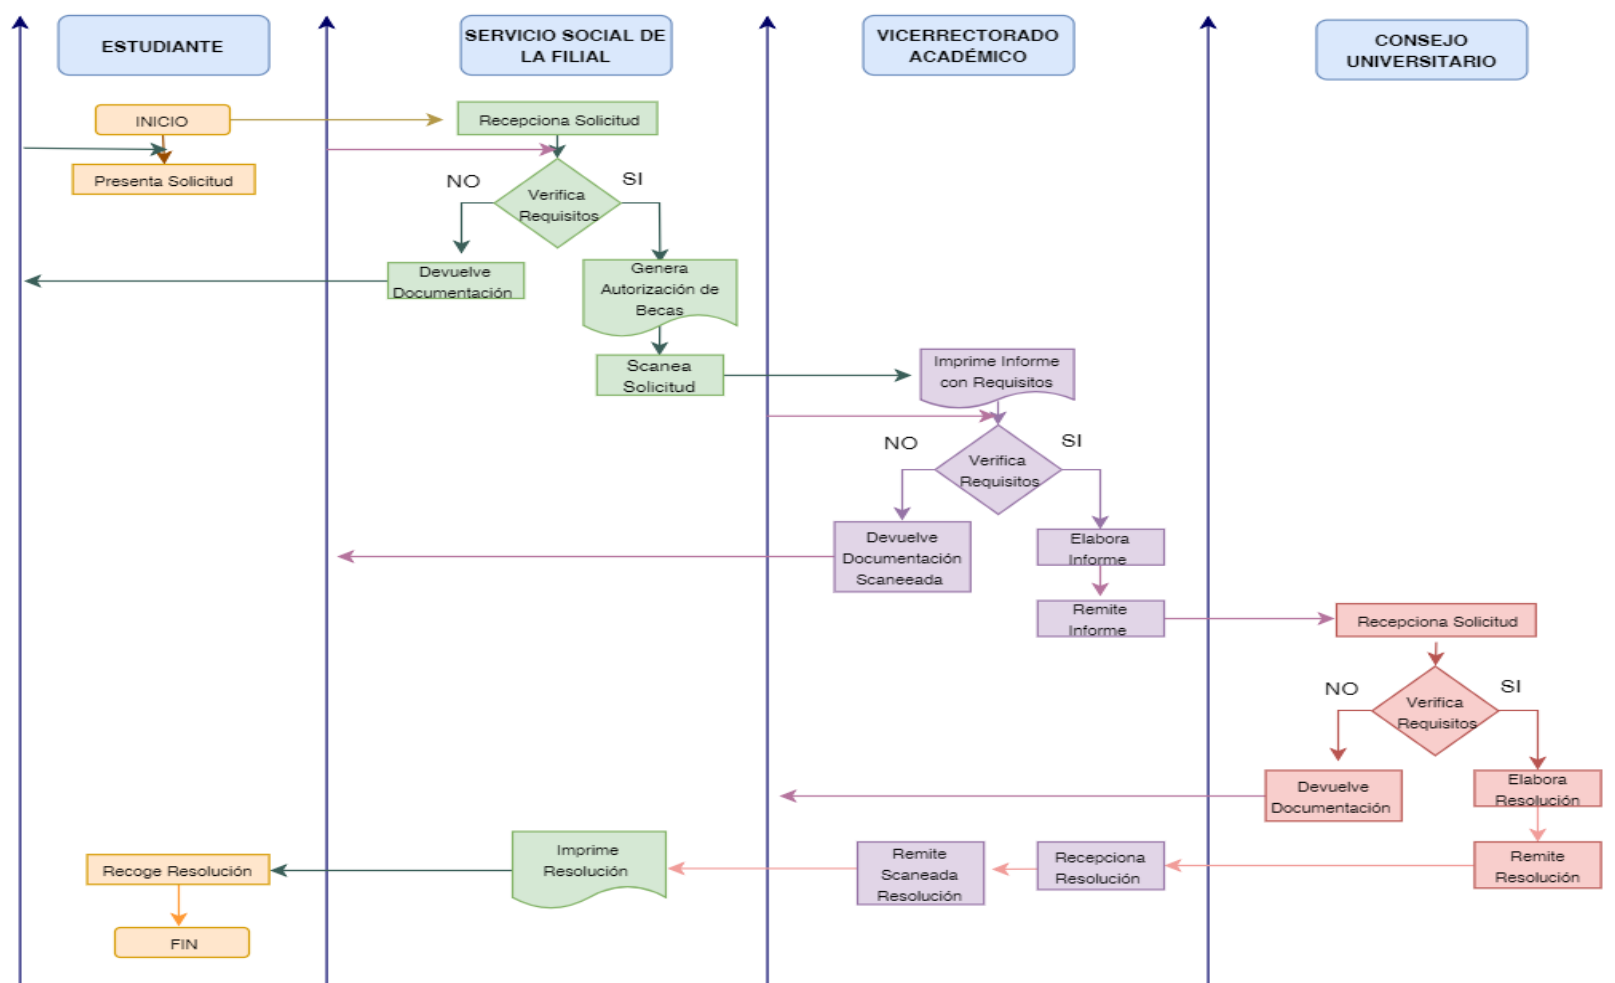 ESTUDIANTE
SERVICIO SOCIAL DE
LA FILIAL
VICERRECTORADO
ACADÉMICO
CONSEJO
UNIVERSITARIO
INICIO
Recepciona Solicitud
Presenta Solicitud
NO
SI
Verifica
Requisitos
Devuelve
Documentación
Genera
Autorización de
Becas
Scanea
Solicitud
Imprime Informe
con Requisitos
NO
SI
Verifica
Requisitos
Devuelve
Documentación
Scaneeada
Elabora
Informe
Remite
Informe
Recepciona Solicitud
NO
SI
Verifica
Requisitos
Devuelve
Documentación
Elabora
Resolución
Recoge Resolución
Imprime
Resolución
Remite
Scaneada
Resolución
Recepciona
Resolución
Remite
Resolución
FIN